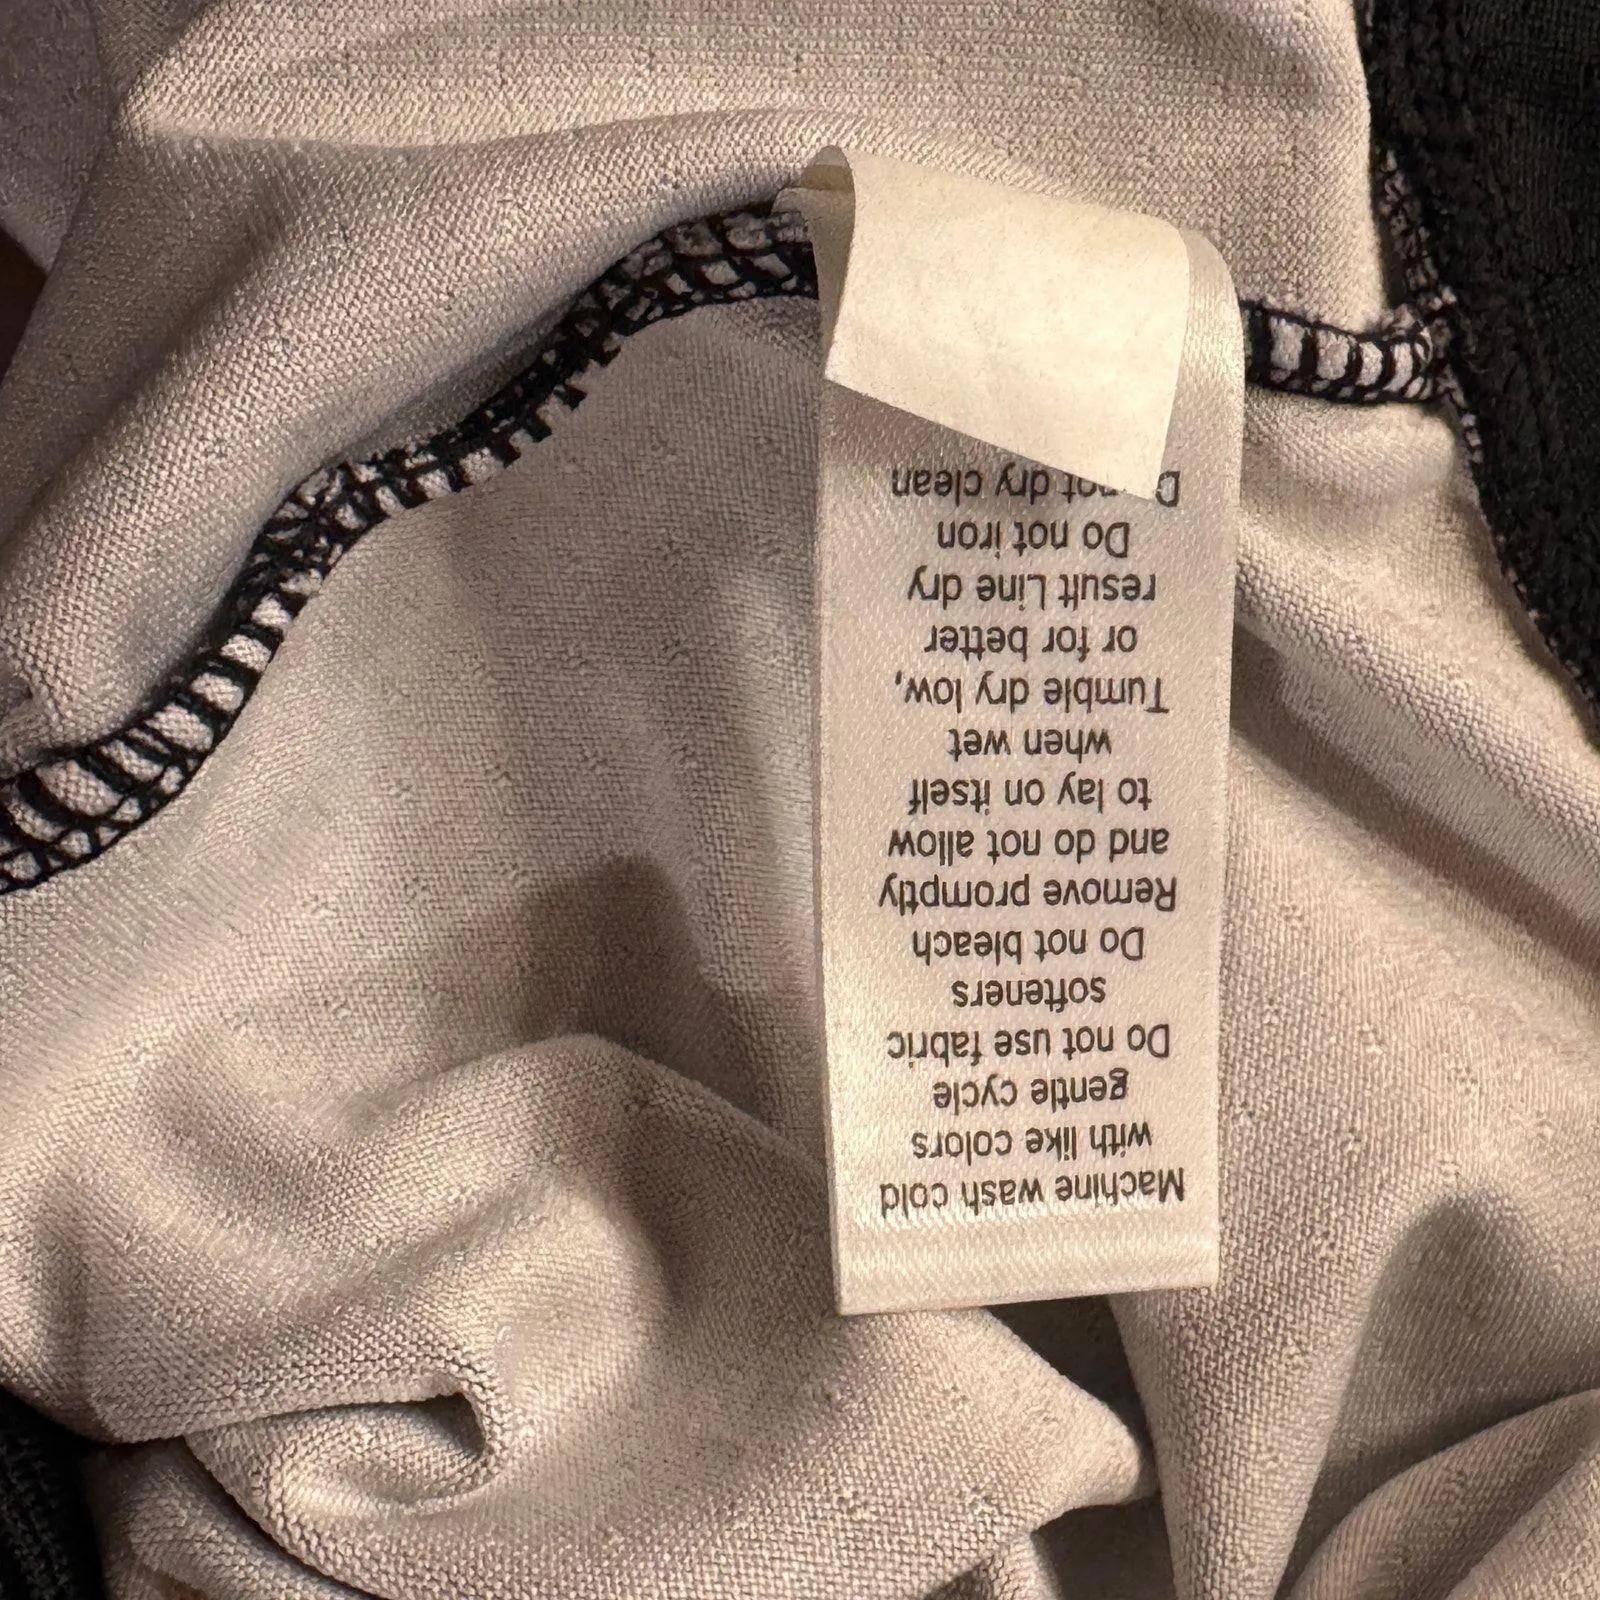 Machine wash cold
with like colors
gentle cycle
Do not use fabric
softeners
Do not bleach
Remove promptly
and do not allow
to lay on itself
when wet
Tumble dry low,
or for better
result Line dry
Do not iron
Do not dry clean